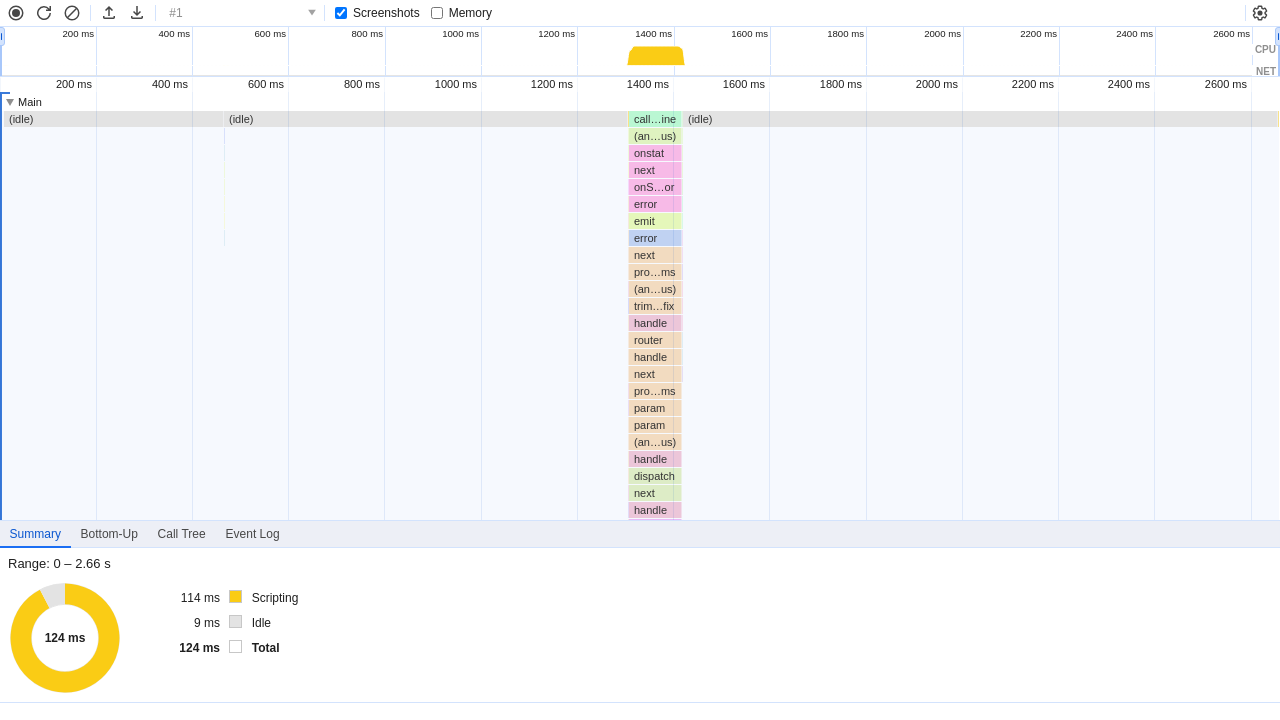 #1 Screenshots Memory
200 ms 400 ms 600 ms 800 ms 1000 ms 1200 ms 1400 ms 1600 ms 1800 ms 2000 ms 2200 ms 2400 ms 2600 ms
CPU
NET
200 ms 400 ms 600 ms 800 ms 1000 ms 1200 ms 1400 ms 1600 ms 1800 ms 2000 ms 2200 ms 2400 ms 2600 ms
Main
(idle) (idle) call…ine (idle)
(an…us)
onstat
next
onS…or
error
emit
error
next
pro…ms
(an…us)
trim…fix
handle
router
handle
next
pro…ms
param
param
(an…us)
handle
dispatch
next
handle
Summary Bottom-Up Call Tree Event Log
Range: 0 – 2.66 s
114 ms Scripting
9 ms Idle
124 ms 124 ms Total